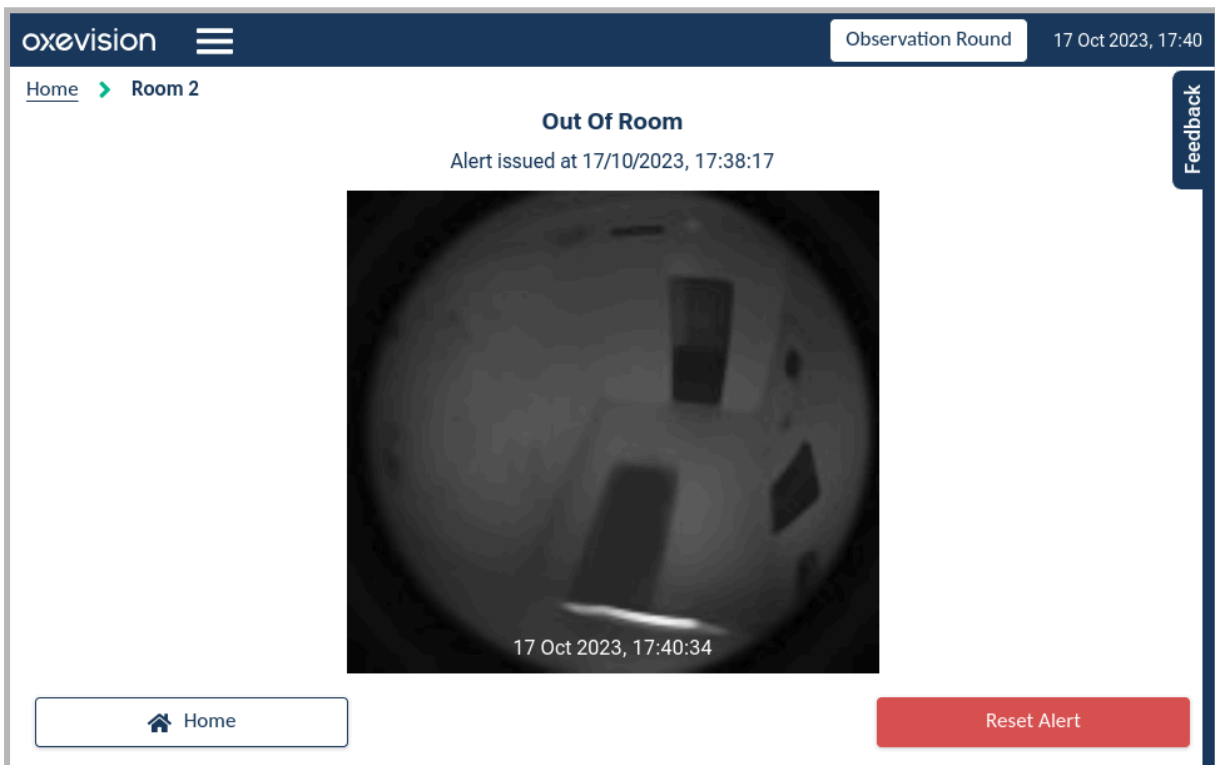 oxevision
Observation Round
17 Oct 2023, 17:40
Home
Room 2
Feedback
Out Of Room
Alert issued at 17/10/2023, 17:38:17
17 Oct 2023, 17:40:34
Home
Reset Alert